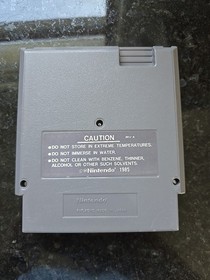 CAUTION
•DO NOT STORE IN EXTREME TEMPERATURES.
•DO NOT IMMERSE IN WATER.
•DO NOT CLEAN WITH BENZENE, THINNER,
ALCOHOL OR OTHER SUCH SOLVENTS.
©Nintendo® 1985
Nintendo